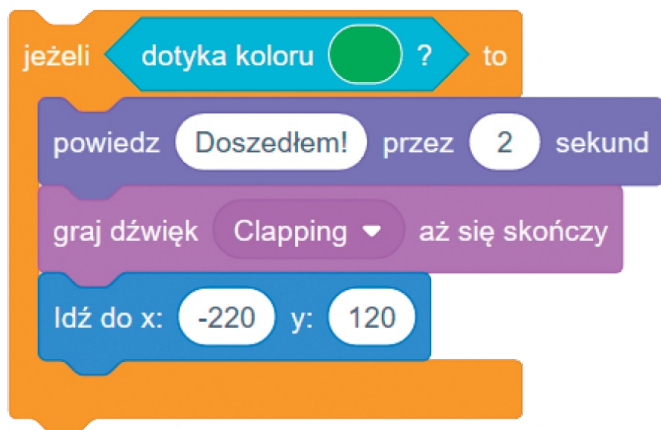 jeżeli dotyka koloru ? to
powiedz Doszedłem! przez 2 sekund
graj dźwięk Clapping aż się skończy
Idź do x: -220 y: 120